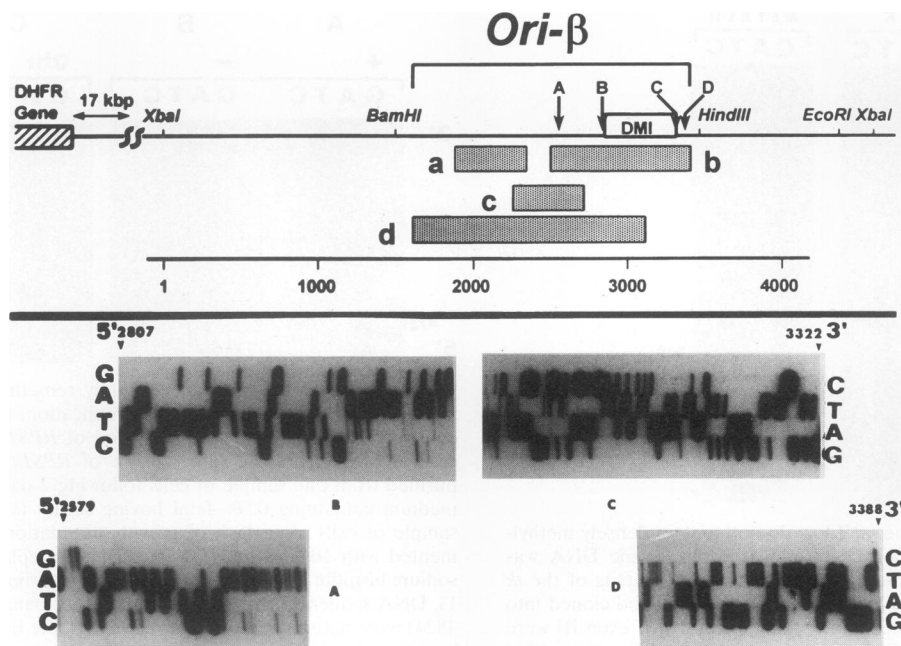 Ori-β
DHFR Gene
17 kbp
XbaI
BamHI
A
B
C
D
DMI
HindIII
EcoRI XbaI
a
b
c
d
1
1000
2000
3000
4000
5' 2807
3322 3'
G
A
T
C
C
T
A
G
5' 2579
C
3388 3'
G
A
T
C
A
D
C
T
A
G